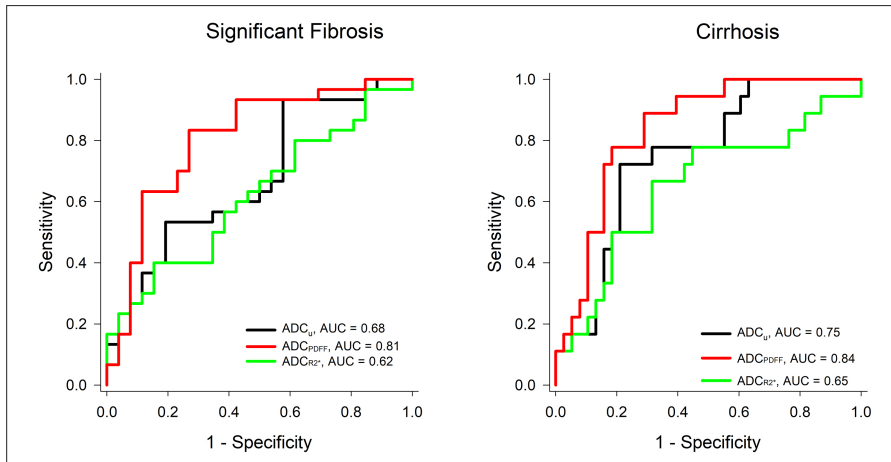 Significant Fibrosis
Sensitivity
1.0
0.8
0.6
0.4
0.2
0.0
ADCu, AUC = 0.68
ADCPDFF, AUC = 0.81
ADCR2*, AUC = 0.62
0.0 0.2 0.4 0.6 0.8 1.0
1 - Specificity
Cirrhosis
Sensitivity
1.0
0.8
0.6
0.4
0.2
0.0
ADCu, AUC = 0.75
ADCPDFF, AUC = 0.84
ADCR2*, AUC = 0.65
0.0 0.2 0.4 0.6 0.8 1.0
1 - Specificity